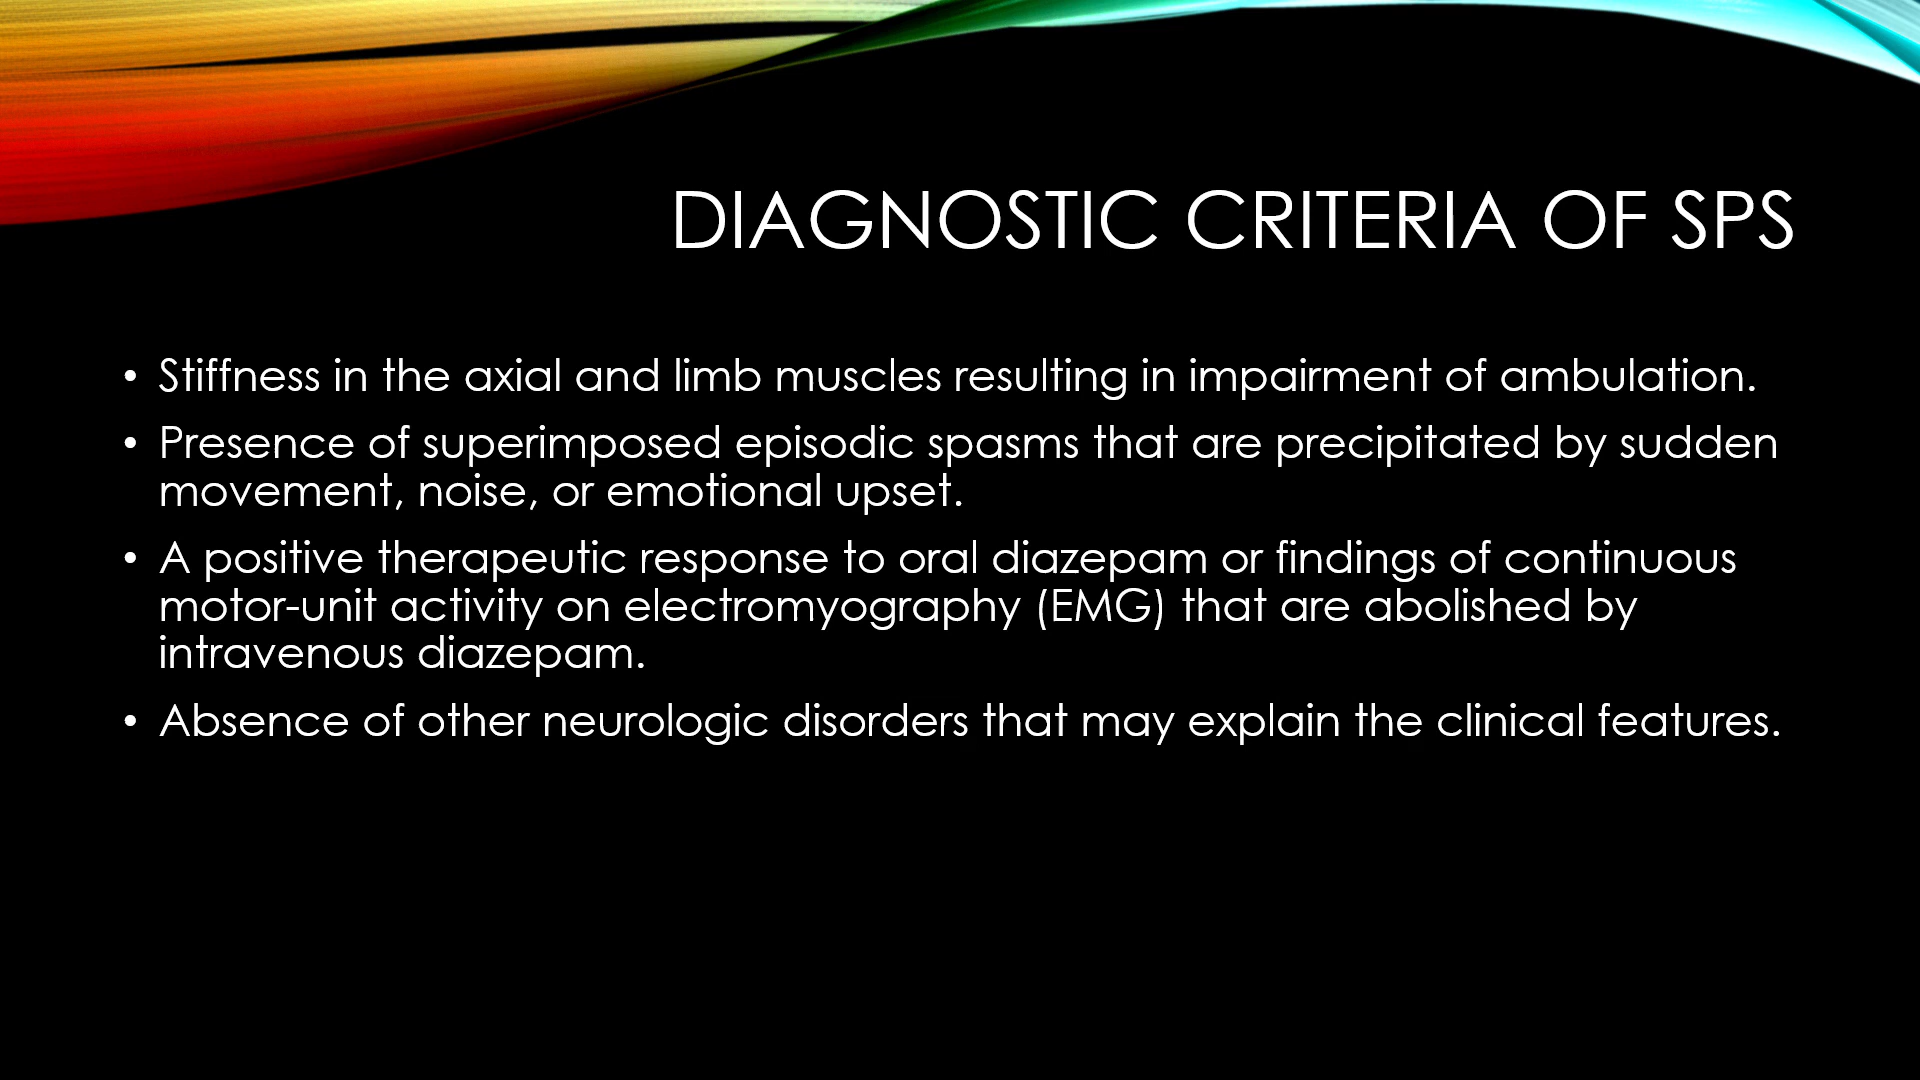 DIAGNOSTIC CRITERIA OF SPS
• Stiffness in the axial and limb muscles resulting in impairment of ambulation.
• Presence of superimposed episodic spasms that are precipitated by sudden
movement, noise, or emotional upset.
• A positive therapeutic response to oral diazepam or findings of continuous
motor-unit activity on electromyography (EMG) that are abolished by
intravenous diazepam.
• Absence of other neurologic disorders that may explain the clinical features.